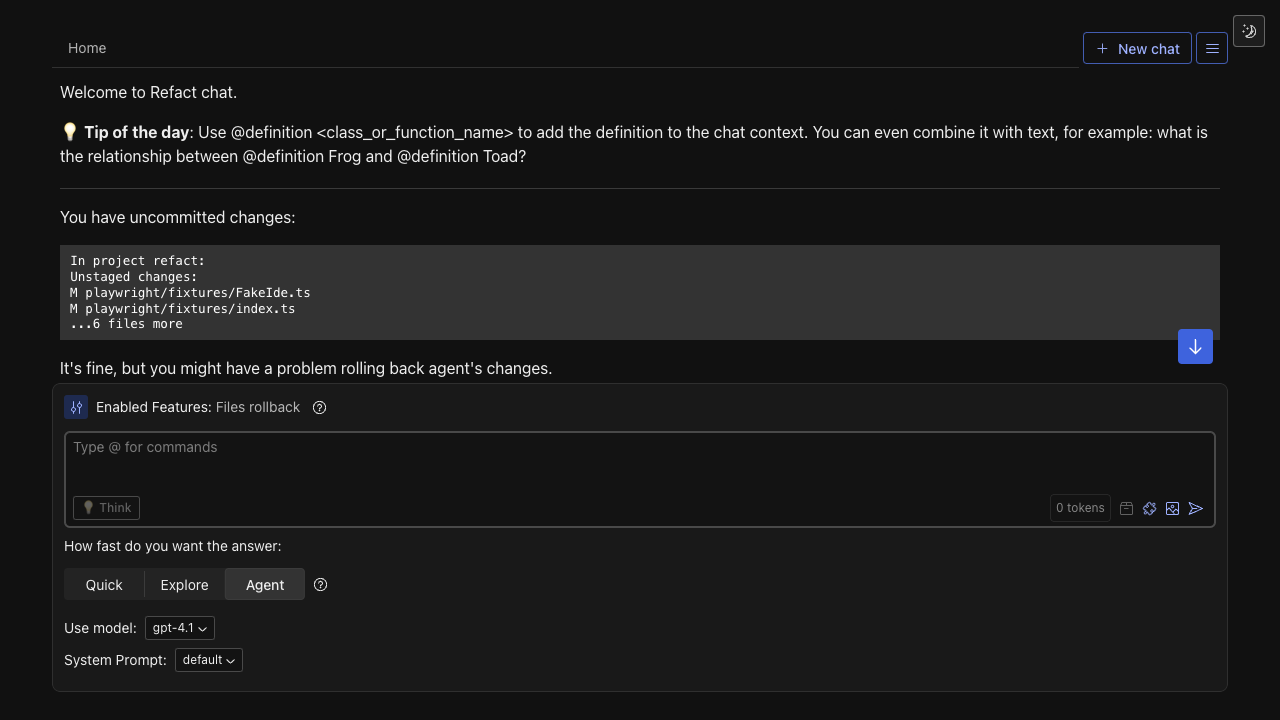 Home
+ New chat
Welcome to Refact chat.
💡 Tip of the day: Use @definition <class_or_function_name> to add the definition to the chat context. You can even combine it with text, for example: what is
the relationship between @definition Frog and @definition Toad?
You have uncommitted changes:
In project refact:
Unstaged changes:
M playwright/fixtures/FakeIde.ts
M playwright/fixtures/index.ts
...6 files more
It's fine, but you might have a problem rolling back agent's changes.
Enabled Features: Files rollback
Type @ for commands
Think
0 tokens
How fast do you want the answer:
Quick Explore Agent
Use model: gpt-4.1
System Prompt: default